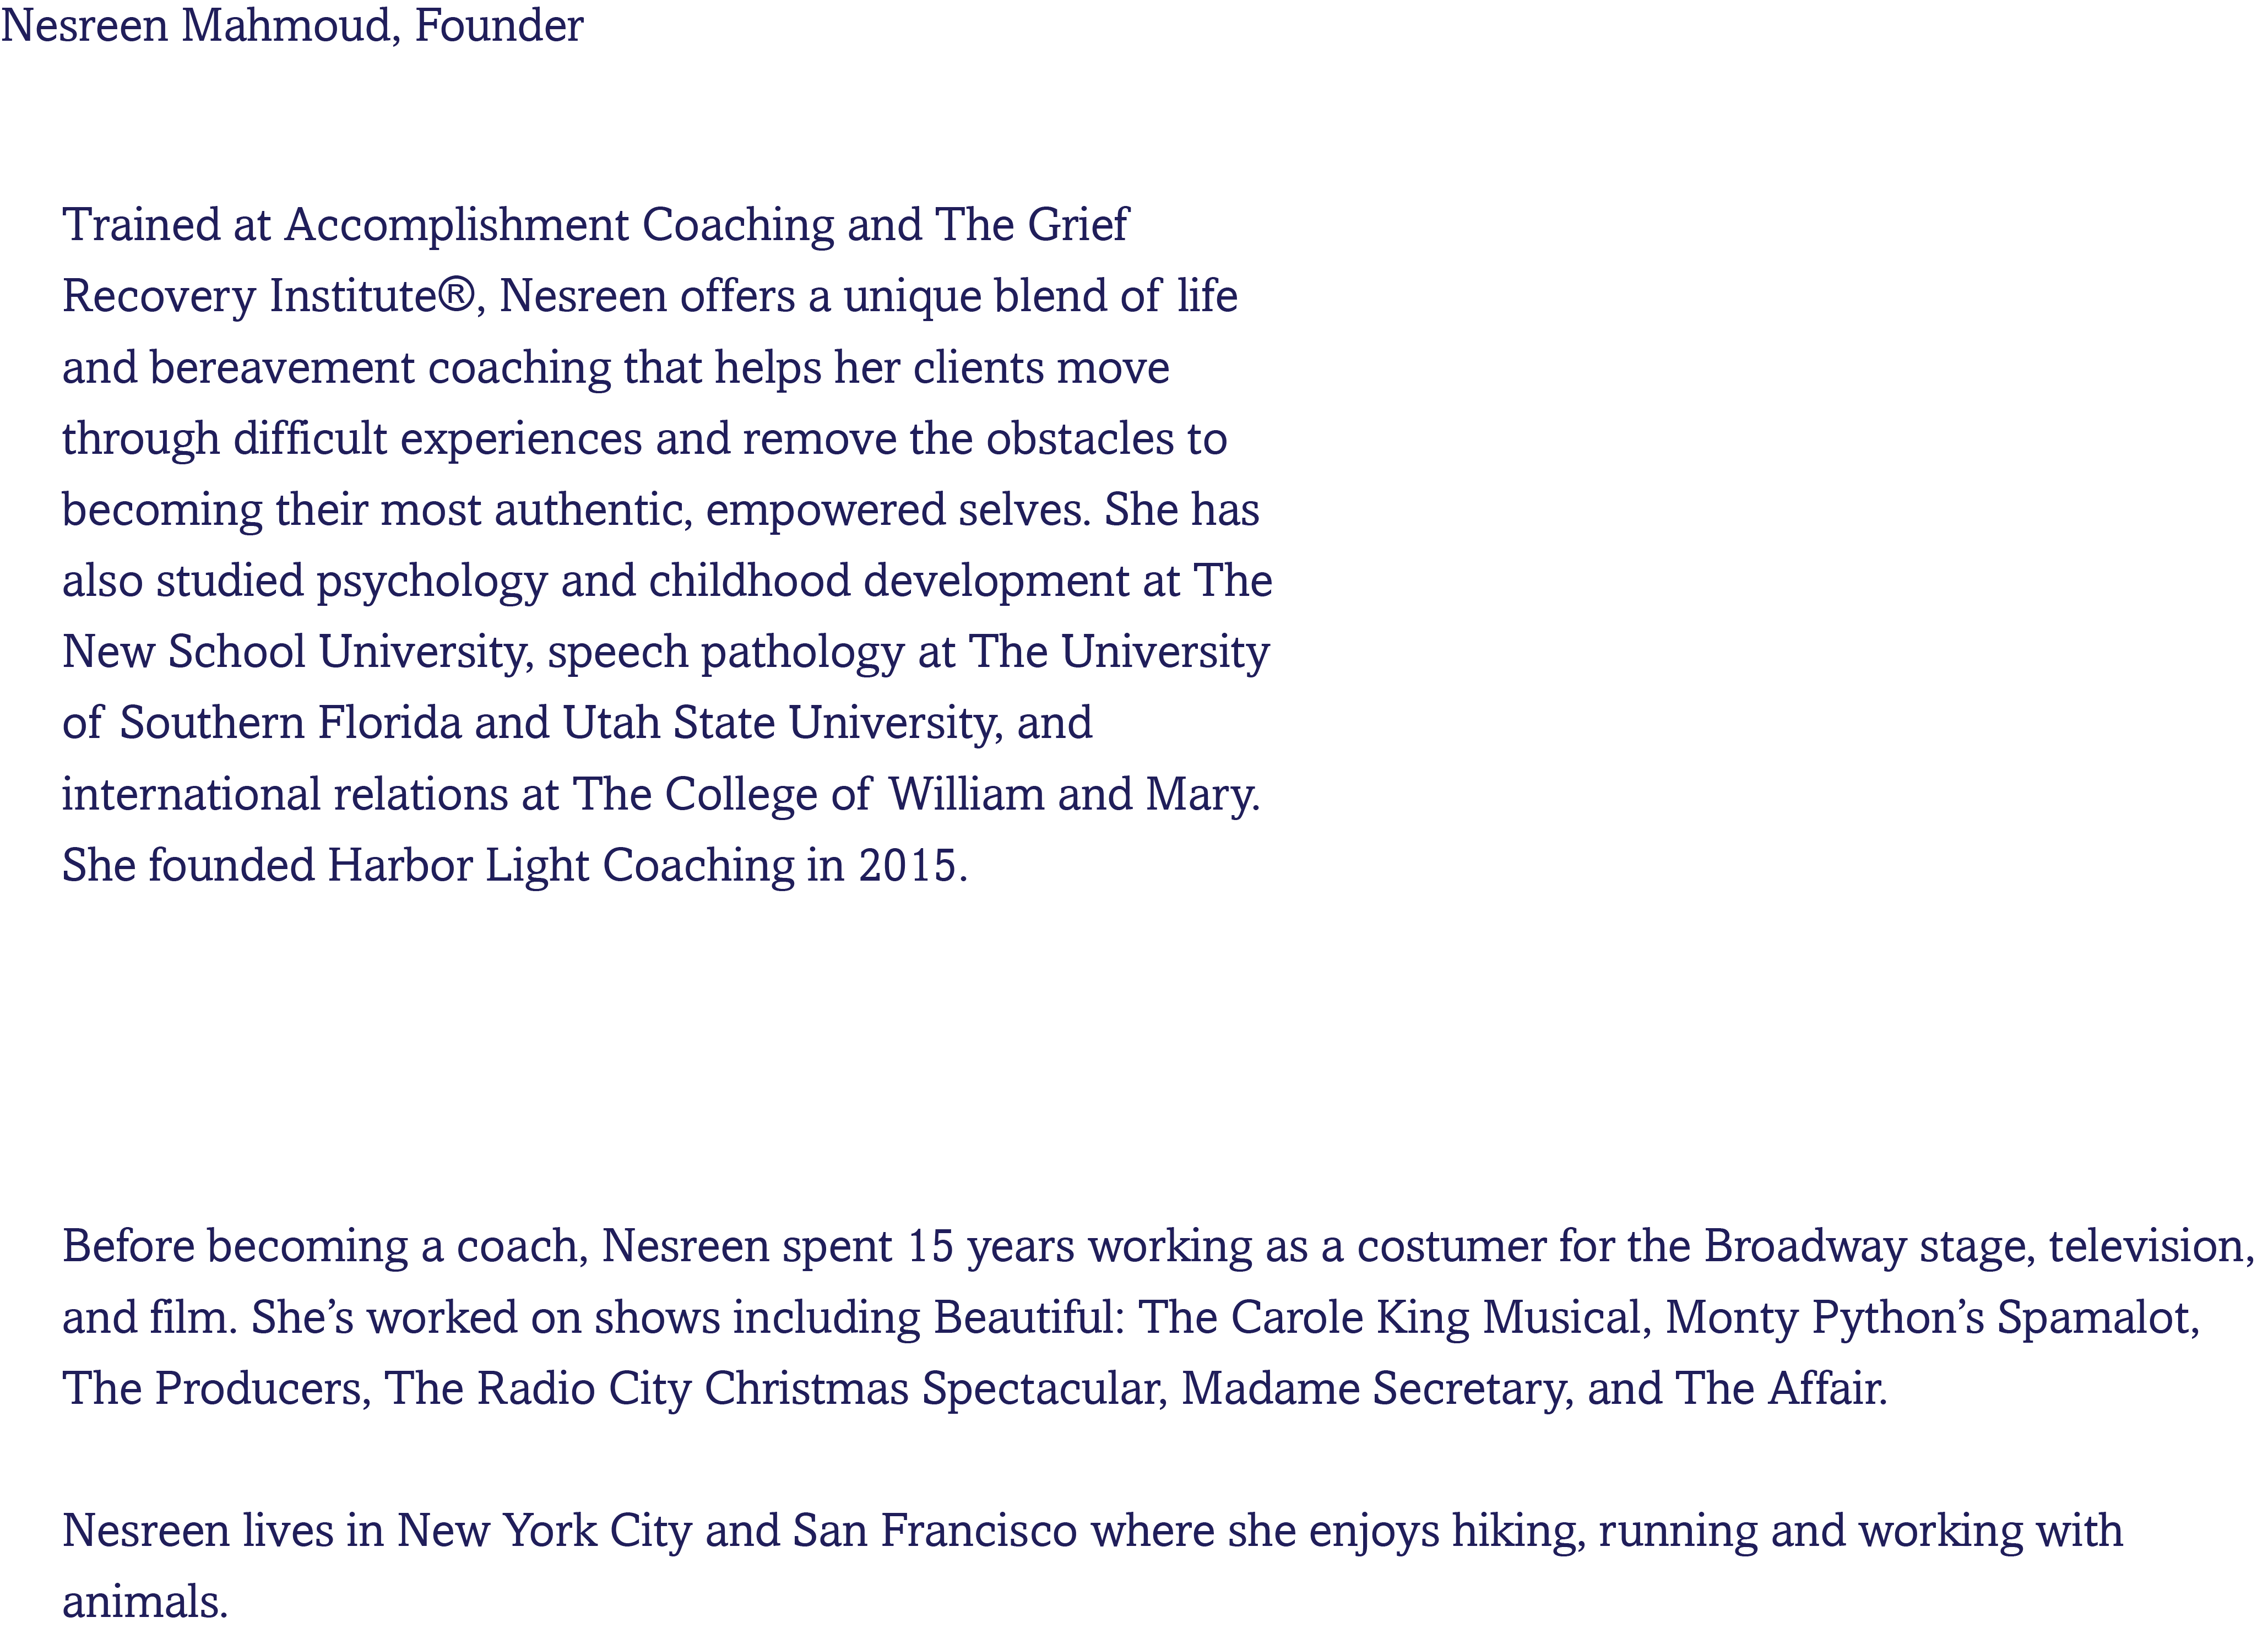 Nesreen Mahmoud, Founder
Trained at Accomplishment Coaching and The Grief
Recovery Institute®, Nesreen offers a unique blend of life
and bereavement coaching that helps her clients move
through difficult experiences and remove the obstacles to
becoming their most authentic, empowered selves. She has
also studied psychology and childhood development at The
New School University, speech pathology at The University
of Southern Florida and Utah State University, and
international relations at The College of William and Mary.
She founded Harbor Light Coaching in 2015.
Before becoming a coach, Nesreen spent 15 years working as a costumer for the Broadway stage, television,
and film. She’s worked on shows including Beautiful: The Carole King Musical, Monty Python’s Spamalot,
The Producers, The Radio City Christmas Spectacular, Madame Secretary, and The Affair.
Nesreen lives in New York City and San Francisco where she enjoys hiking, running and working with
animals.